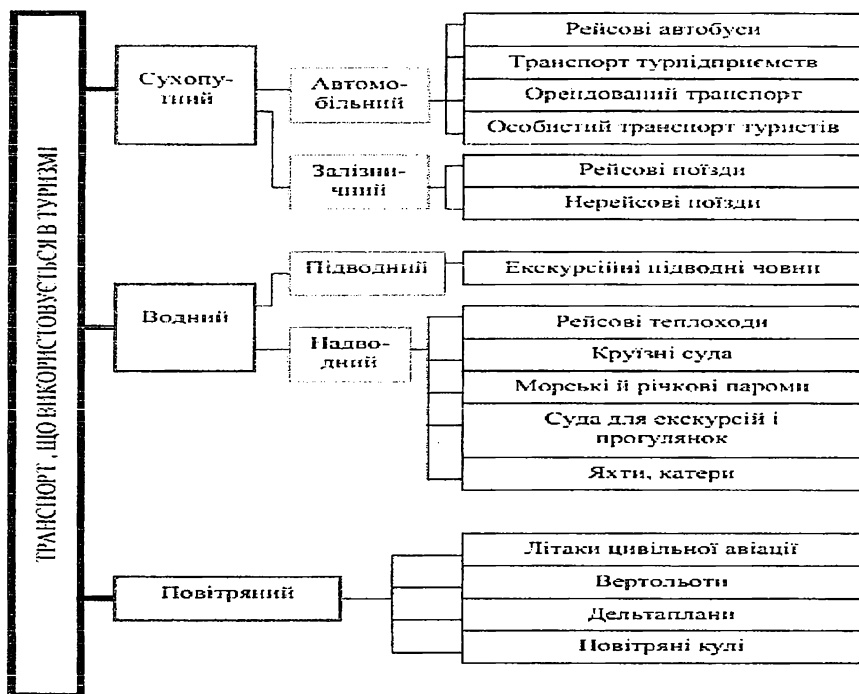 ТРАНСПОРТ, ЩО ВИКОРИСТОВУЄТЬСЯ В ТУРИЗМІ
Сухопу-
тний
Автомо-
більний
Рейсові автобуси
Транспорт турпідприємств
Орендований транспорт
Особистий транспорт туристів
Залізни-
чний
Рейсові поїзди
Нерейсові поїзди
Водний
Підводний
Екскурсійні підводні човни
Надво-
дний
Рейсові теплоходи
Круїзні суда
Морські й річкові пароми
Суда для екскурсій і
прогулянок
Яхти, катери
Повітряний
Літаки цивільної авіації
Вертольоти
Дельтаплани
Повітряні кулі